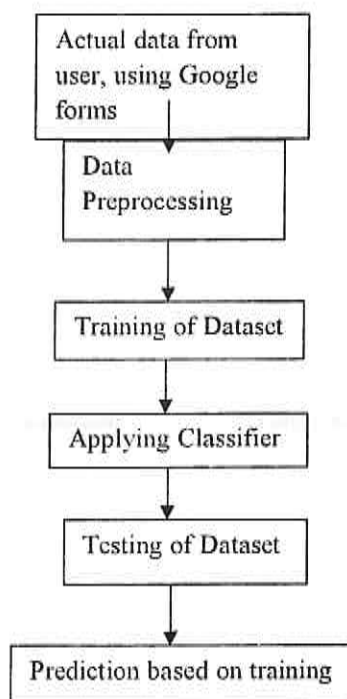 Actual data from
user, using Google
forms
Data
Preprocessing
Training of Dataset
Applying Classifier
Testing of Dataset
Prediction based on training